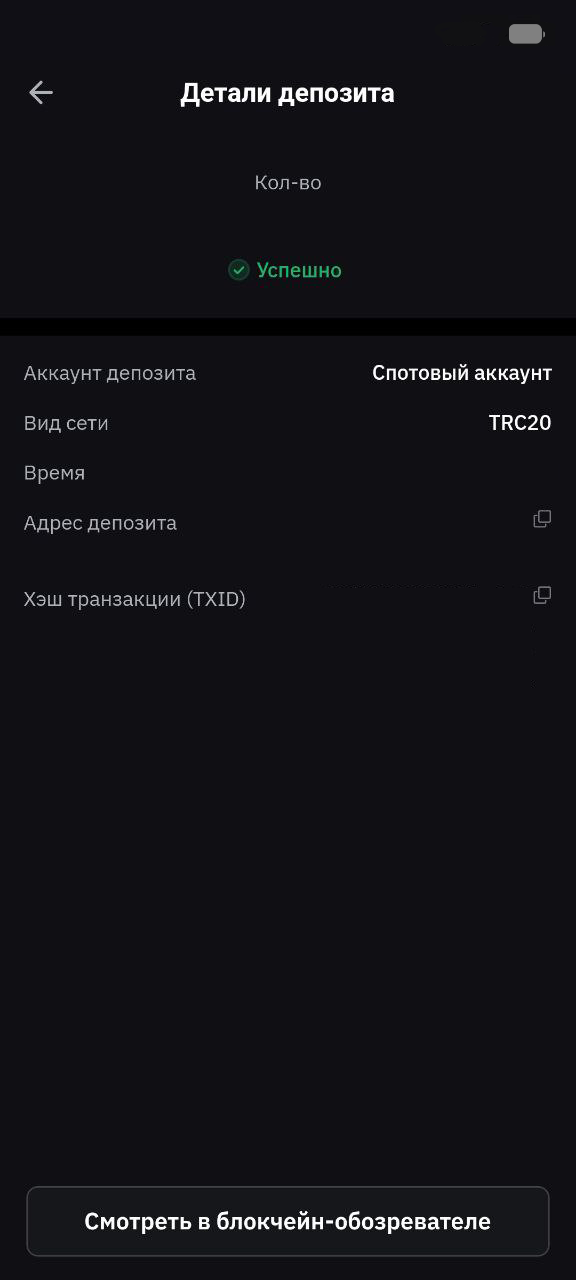 Детали депозита
Кол-во
Успешно
Аккаунт депозита Спотовый аккаунт
Вид сети TRC20
Время
Адрес депозита
Хэш транзакции (TXID)
Смотреть в блокчейн-обозревателе